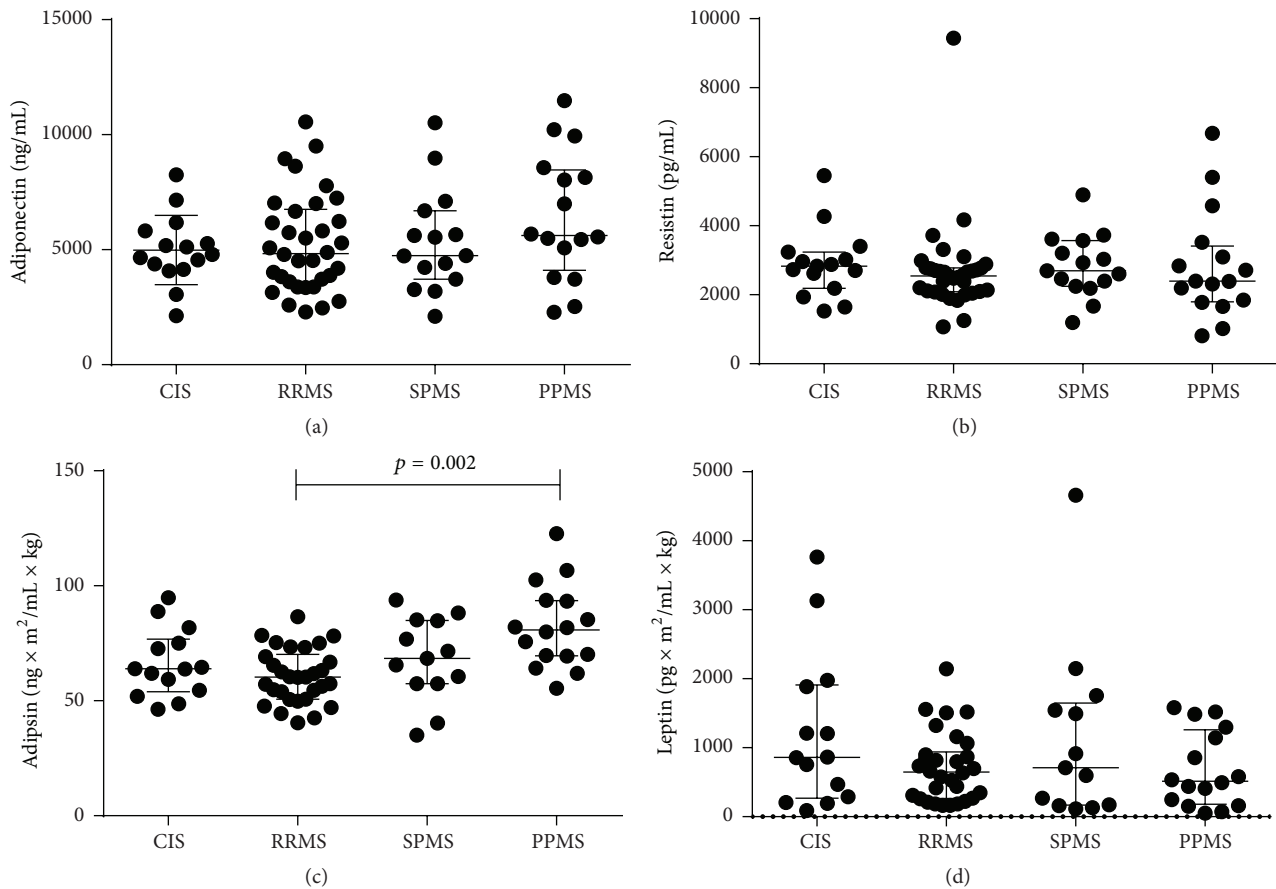 15000
10000
5000
0
Adiponectin (ng/mL)
CIS RRMS SPMS PPMS
(a)
10000
8000
6000
4000
2000
0
Resistin (pg/mL)
CIS RRMS SPMS PPMS
(b)
p = 0.002
150
100
50
0
Adipsin (ng × m²/mL × kg)
CIS RRMS SPMS PPMS
(c)
5000
4000
3000
2000
1000
0
Leptin (pg × m²/mL × kg)
CIS RRMS SPMS PPMS
(d)